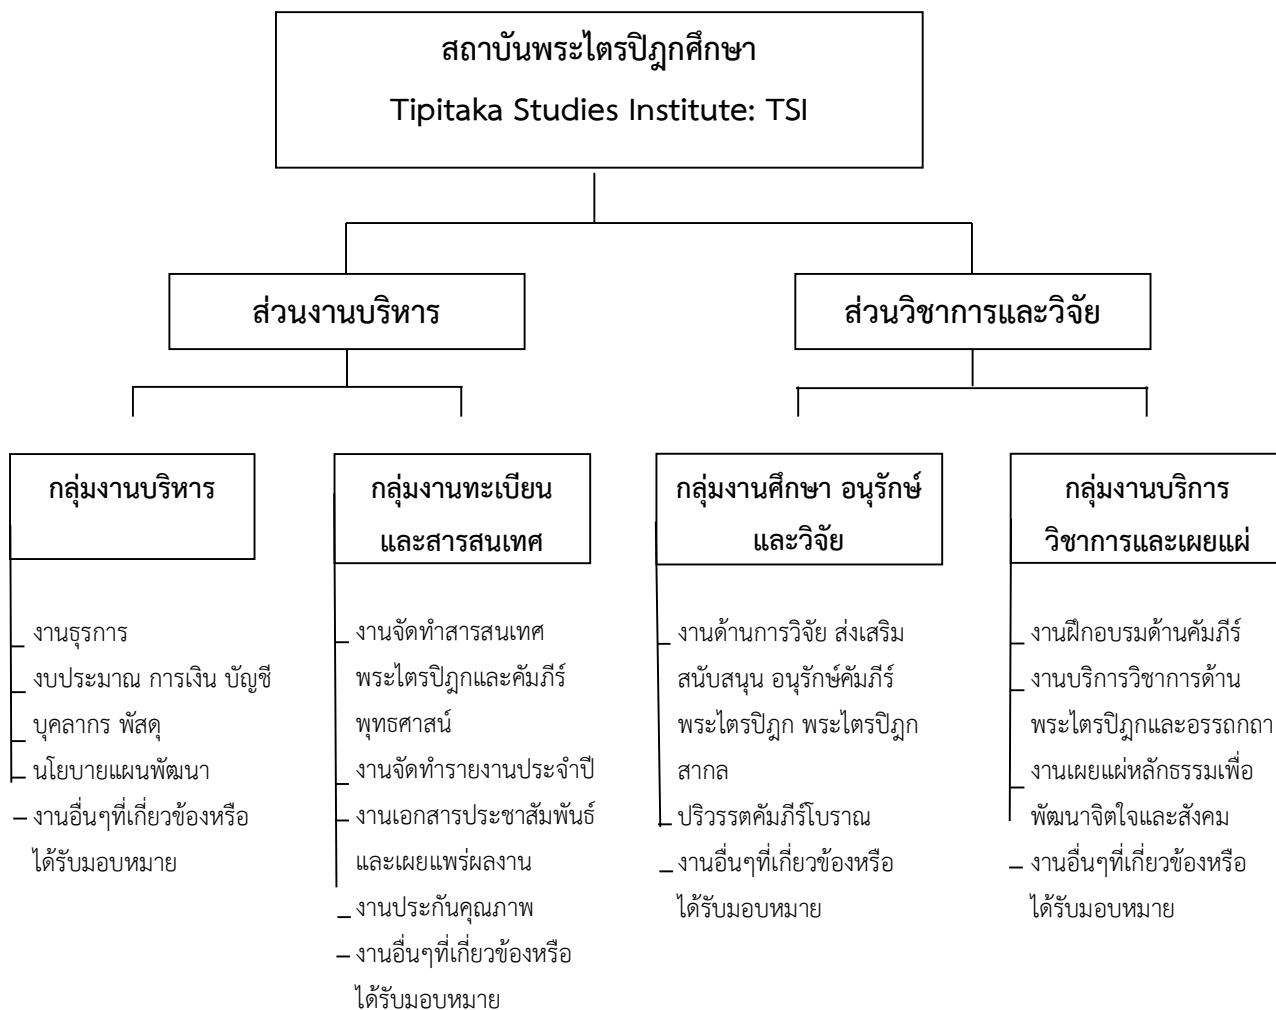 สถาบันพระไตรปิฎกศึกษา
Tipitaka Studies Institute: TSI
ส่วนงานบริหาร
ส่วนวิชาการและวิจัย
กลุ่มงานบริหาร
งานธุรการ
งบประมาณ การเงิน บัญชี
บุคลากร พัสดุ
นโยบายแผนพัฒนา
งานอื่นๆที่เกี่ยวข้องหรือ
ได้รับมอบหมาย
กลุ่มงานทะเบียน
และสารสนเทศ
งานจัดทำสารสนเทศ
พระไตรปิฎกและคัมภีร์
พุทธศาสน์
งานจัดทำรายงานประจำปี
งานเอกสารประชาสัมพันธ์
และเผยแพร่ผลงาน
งานประกันคุณภาพ
งานอื่นๆที่เกี่ยวข้องหรือ
ได้รับมอบหมาย
กลุ่มงานศึกษา อนุรักษ์
และวิจัย
งานด้านการวิจัย ส่งเสริม
สนับสนุน อนุรักษ์คัมภีร์
พระไตรปิฎก พระไตรปิฎก
สากล
ปริวรรตคัมภีร์โบราณ
งานอื่นๆที่เกี่ยวข้องหรือ
ได้รับมอบหมาย
กลุ่มงานบริการ
วิชาการและเผยแผ่
งานฝึกอบรมด้านคัมภีร์
งานบริการวิชาการด้าน
พระไตรปิฎกและอรรถกถา
งานเผยแผ่หลักธรรมเพื่อ
พัฒนาจิตใจและสังคม
งานอื่นๆที่เกี่ยวข้องหรือ
ได้รับมอบหมาย